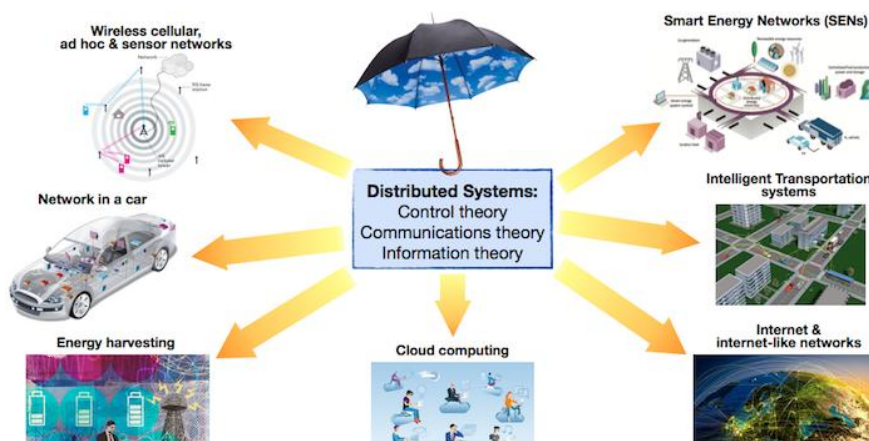 Wireless cellular,
ad hoc & sensor networks
Smart Energy Networks (SENs)
Network
Distributed Systems:
Control theory
Communications theory
Information theory
Network in a car
Intelligent Transportation
systems
Energy harvesting
Cloud computing
Internet &
internet-like networks